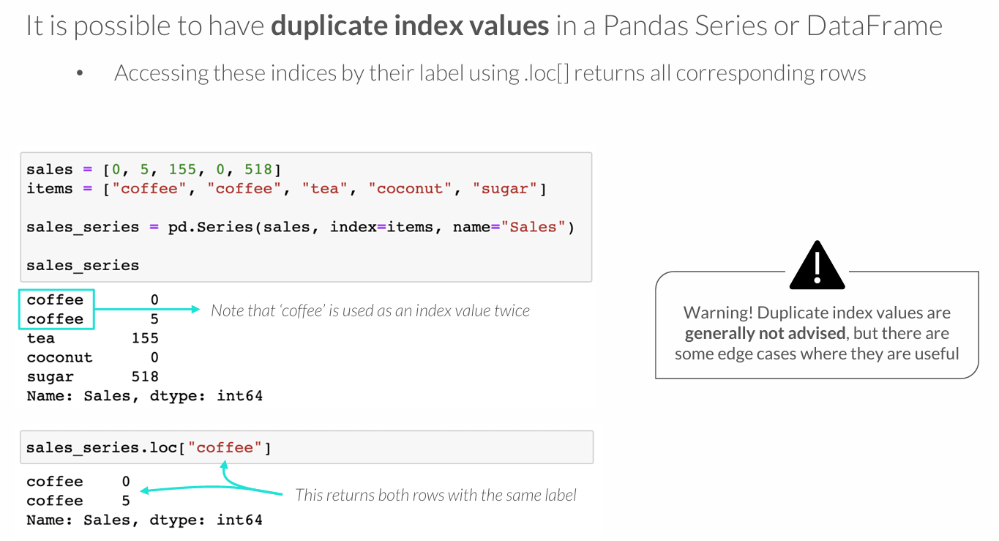 It is possible to have duplicate index values in a Pandas Series or DataFrame
• Accessing these indices by their label using .loc[] returns all corresponding rows
sales = [0, 5, 155, 0, 518]
items = ["coffee", "coffee", "tea", "coconut", "sugar"]
sales_series = pd.Series(sales, index=items, name="Sales")
sales_series
coffee 0
coffee 5
tea 155
coconut 0
sugar 518
Name: Sales, dtype: int64
Note that ‘coffee’ is used as an index value twice
Warning! Duplicate index values are
generally not advised, but there are
some edge cases where they are useful
sales_series.loc["coffee"]
coffee 0
coffee 5
Name: Sales, dtype: int64
This returns both rows with the same label